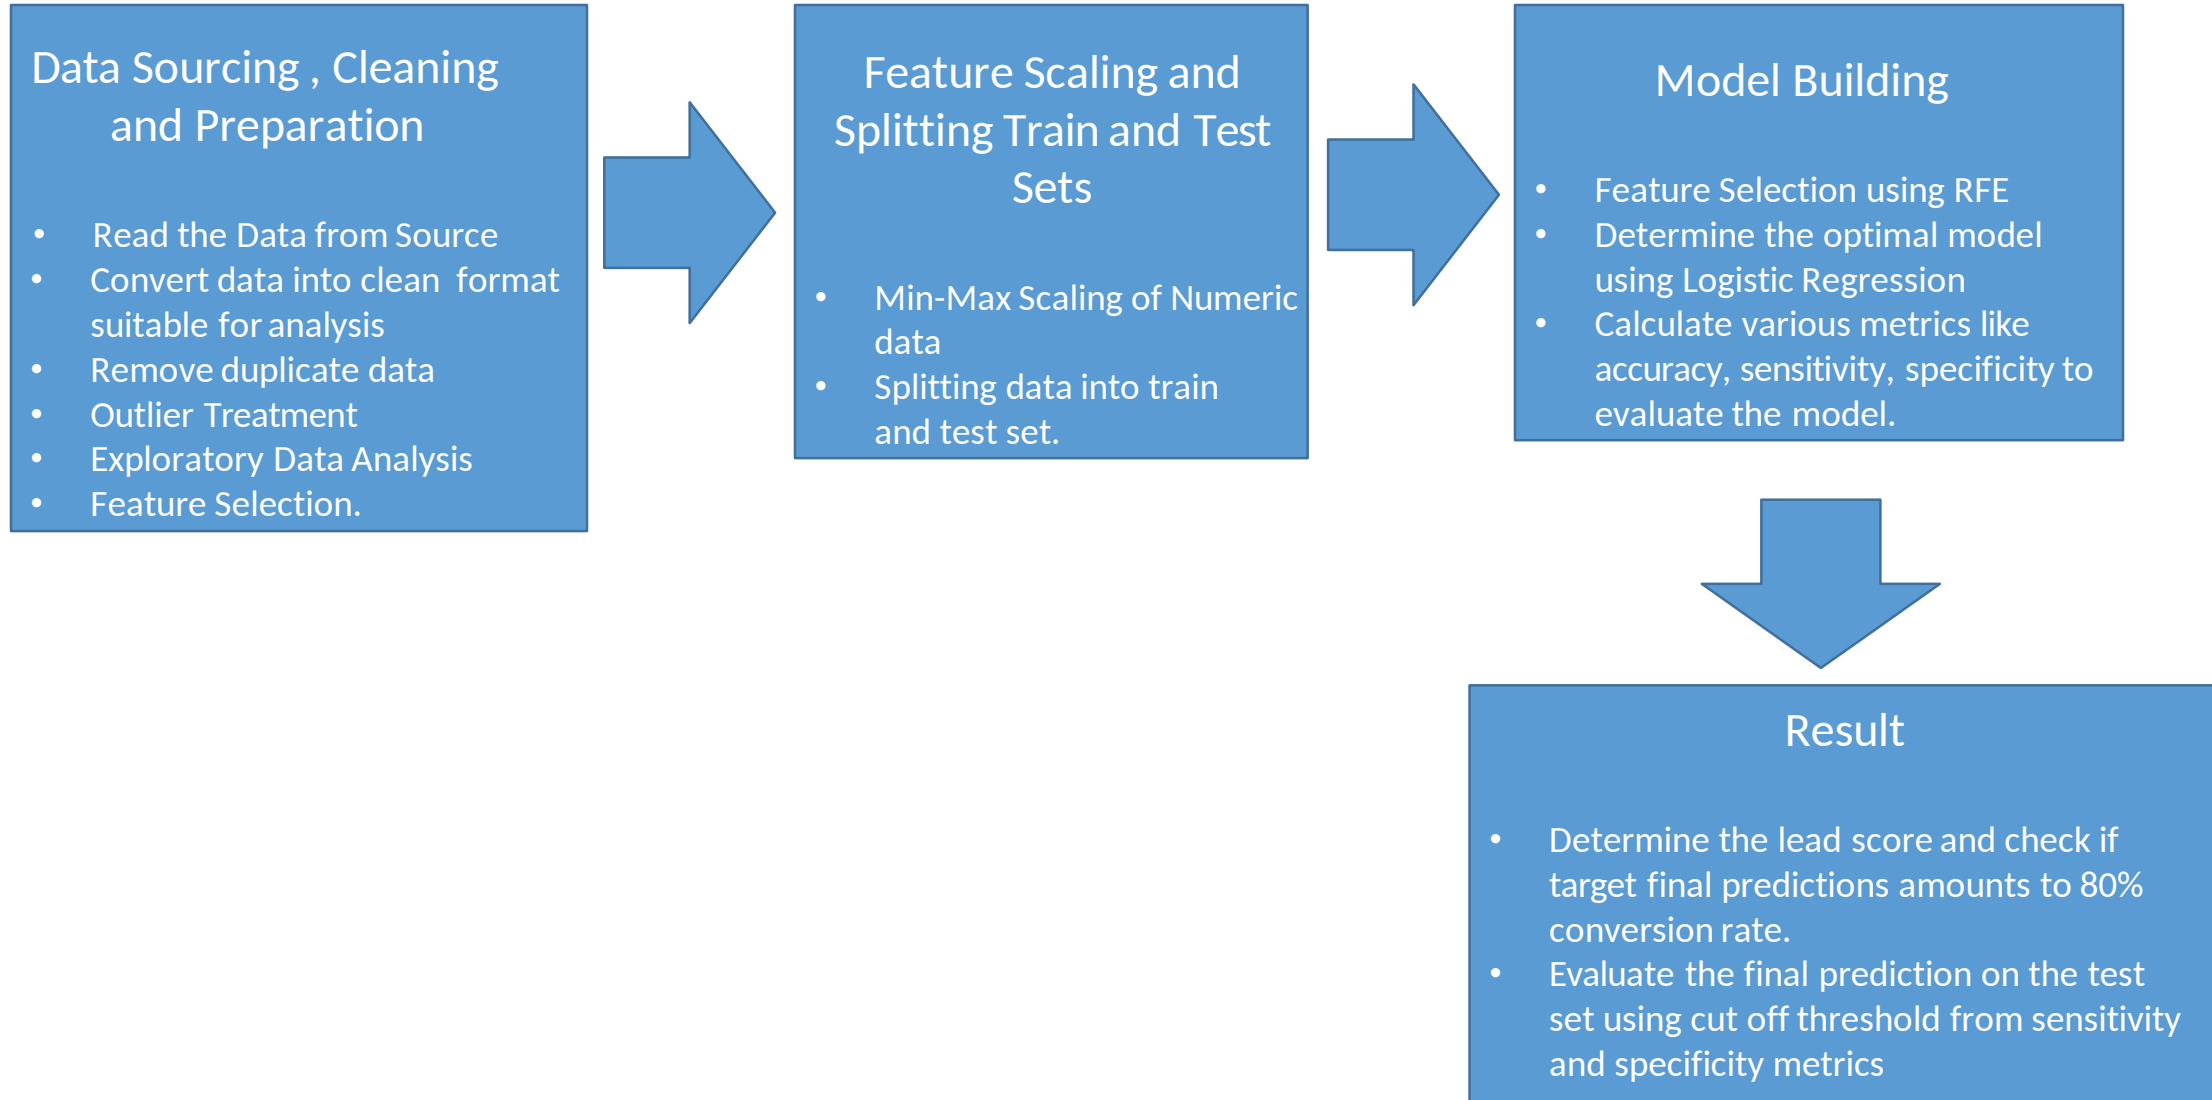 Data Sourcing , Cleaning
and Preparation
• Read the Data from Source
• Convert data into clean format
suitable for analysis
• Remove duplicate data
• Outlier Treatment
• Exploratory Data Analysis
• Feature Selection.
Feature Scaling and
Splitting Train and Test
Sets
• Min-Max Scaling of Numeric
data
• Splitting data into train
and test set.
Model Building
• Feature Selection using RFE
• Determine the optimal model
using Logistic Regression
• Calculate various metrics like
accuracy, sensitivity, specificity to
evaluate the model.
Result
• Determine the lead score and check if
target final predictions amounts to 80%
conversion rate.
• Evaluate the final prediction on the test
set using cut off threshold from sensitivity
and specificity metrics